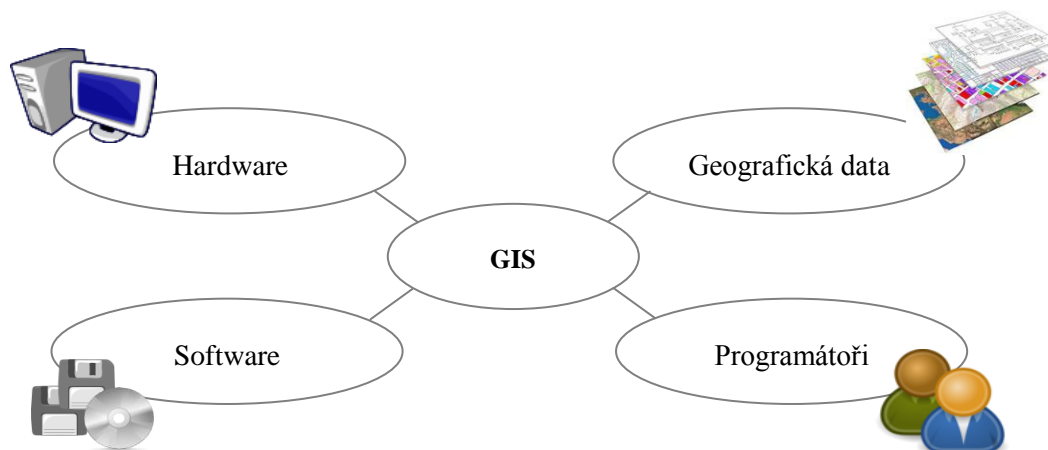 Hardware
Geografická data
GIS
Software
Programátoři